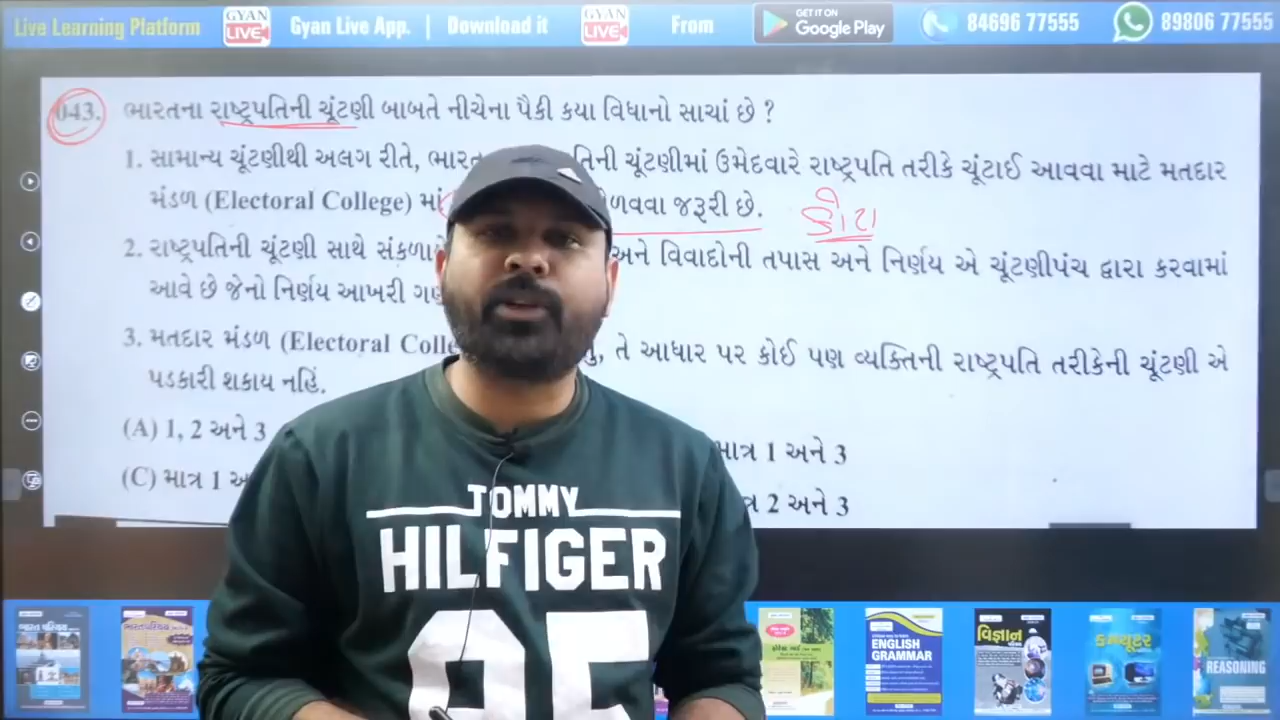 Live Learning Platform GYAN LIVE Gyan Live App. | Download it GYAN LIVE From GET IT ON Google Play 84696 77555 89806 77555
043. ભારતના રાષ્ટ્રપતિની ચૂંટણી બાબતે નીચેના પૈકી કયા વિધાનો સાચાં છે ?
1. સામાન્ય ચૂંટણીથી અલગ રીતે, તિની ચૂંટણીમાં ઉમેદવારે રાષ્ટ્રપતિ તરીકે ચૂંટાઈ આવવા માટે મતદાર
મંડળ (Electoral College) માં જરૂરી છે.
2. રાષ્ટ્રપતિની ચૂંટણી સાથે અને વિવાદોની તપાસ અને નિર્ણય એ ચૂંટણીપંચ દ્વારા કરવામાં
આવે છે જેનો નિર્ણય આખરી
3. મતદાર મંડળ (Electoral તે આધાર પર કોઈ પણ વ્યક્તિની રાષ્ટ્રપતિ તરીકેની ચૂંટણી એ
પડકારી શકાય નહિં.
(A) 1, 2 અને 3 માત્ર 1 અને 3
(C) માત્ર 1 2 અને 3
TOMMY
HILFIGER
ENGLISH
GRAMMAR
વિજ્ઞાન
કમ્પ્યૂટર
REASONING